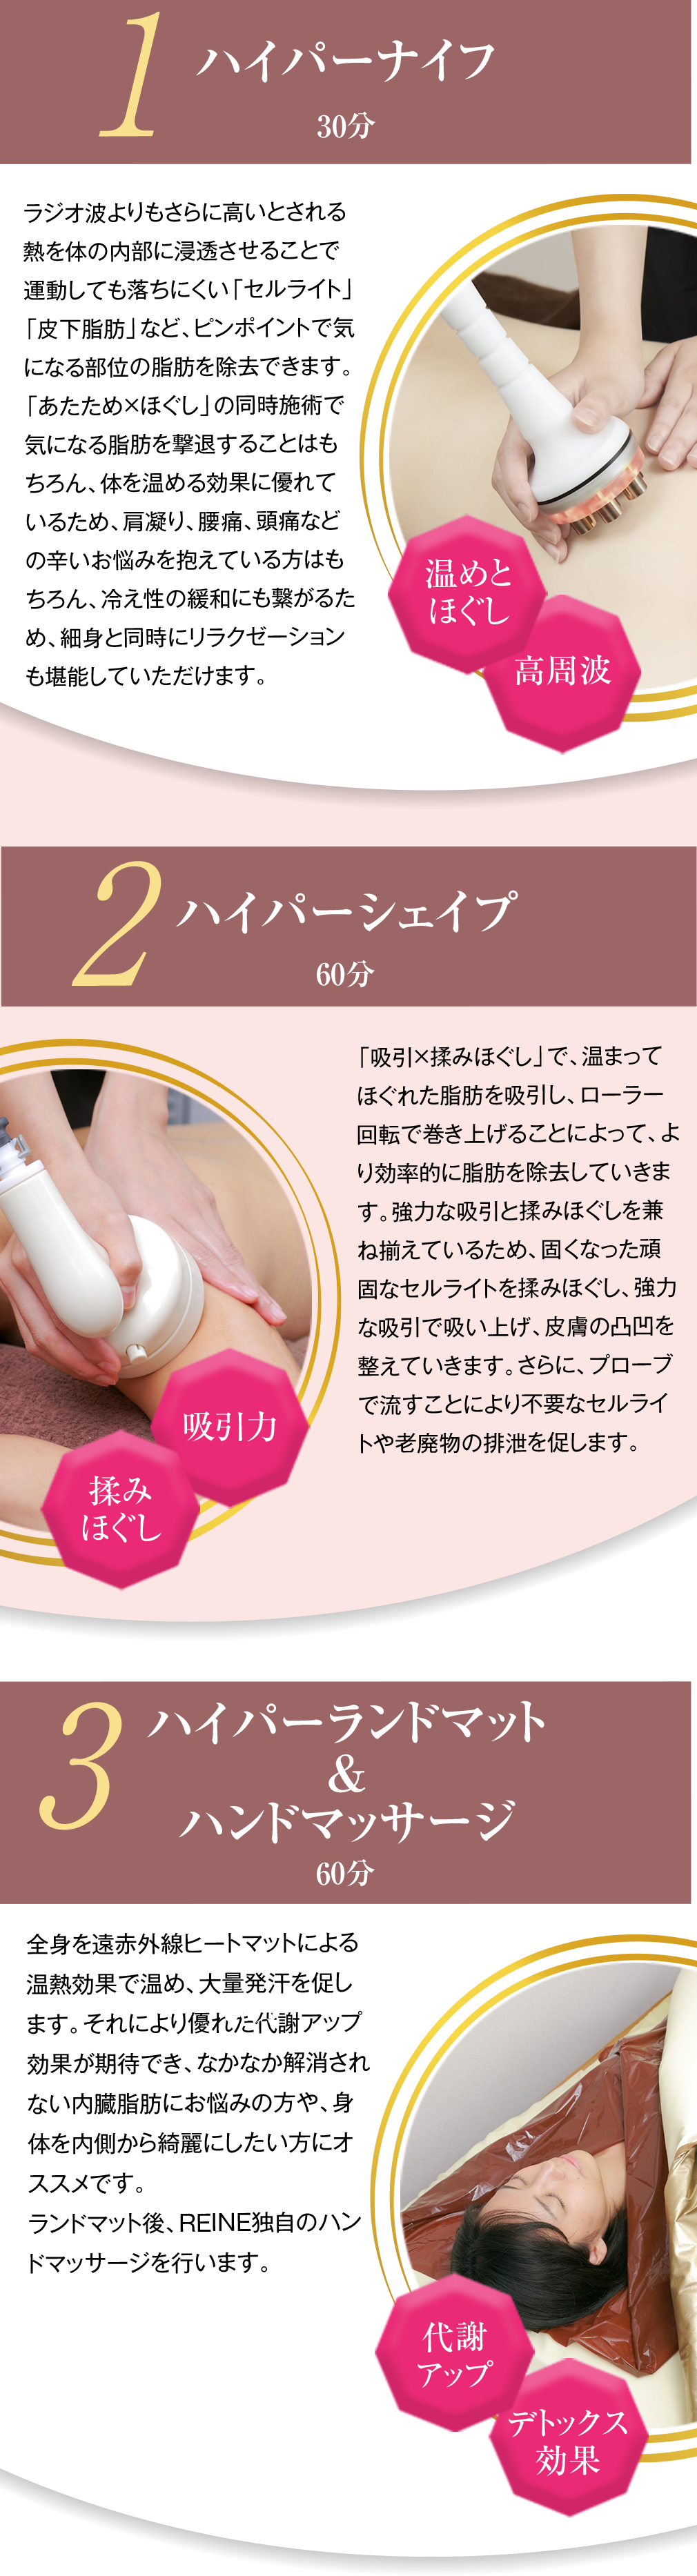 1
ハイパーナイフ
30分
ラジオ波よりもさらに高いとされる
熱を体の内部に浸透させることで
運動しても落ちにくい「セルライト」
「皮下脂肪」など、ピンポイントで気
になる部位の脂肪を除去できます。
「あたため×ほぐし」の同時施術で
気になる脂肪を撃退することはも
ちろん、体を温める効果に優れて
いるため、肩凝り、腰痛、頭痛など
の辛いお悩みを抱えている方はも
ちろん、冷え性の緩和にも繋がるた
め、細身と同時にリラクゼーション
も堪能していただけます。
温めと
ほぐし
高周波
2
ハイパーシェイプ
60分
「吸引×揉みほぐし」で、温まって
ほぐれた脂肪を吸引し、ローラー
回転で巻き上げることによって、よ
り効率的に脂肪を除去していきま
す。強力な吸引と揉みほぐしを兼
ね揃えているため、固くなった頑
固なセルライトを揉みほぐし、強力
な吸引で吸い上げ、皮膚の凸凹を
整えていきます。さらに、プローブ
で流すことにより不要なセルライ
トや老廃物の排泄を促します。
吸引力
揉み
ほぐし
3
ハイパーランドマット
&
ハンドマッサージ
60分
全身を遠赤外線ヒートマットによる
温熱効果で温め、大量発汗を促し
ます。それにより優れた代謝アップ
効果が期待でき、なかなか解消され
ない内臓脂肪にお悩みの方や、身
体を内側から綺麗にしたい方にオ
ススメです。
ランドマット後、REINE独自のハン
ドマッサージを行います。
代謝
アップ
デトックス
効果